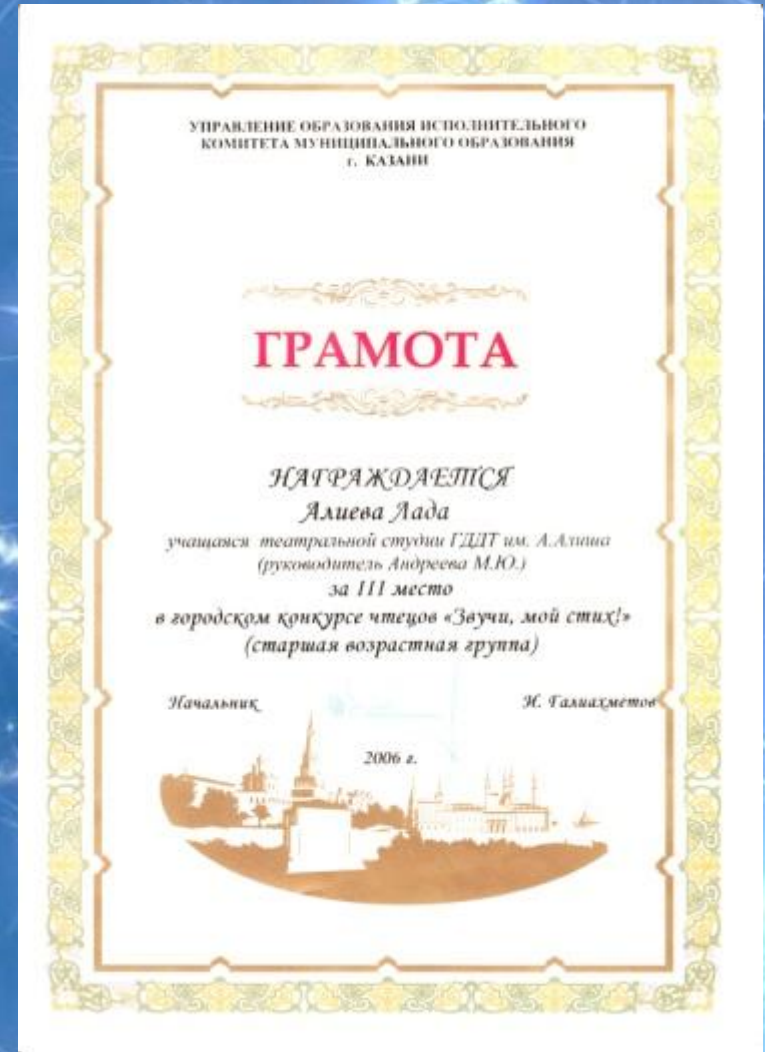 УПРАВЛЕНИЕ ОБРАЗОВАНИЯ ИСПОЛНИТЕЛЬНОГО
КОМИТЕТА МУНИЦИПАЛЬНОГО ОБРАЗОВАНИЯ
г. КАЗАНИ
ГРАМОТА
НАГРАЖДАЕТСЯ
Алиева Лада
учащаяся театральной студии ГДДТ им. А.Алиша
(руководитель Андреева М.Ю.)
за III место
в городском конкурсе чтецов «Звучи, мой стих!»
(старшая возрастная группа)
Начальник И. Галиахметов
2006 г.